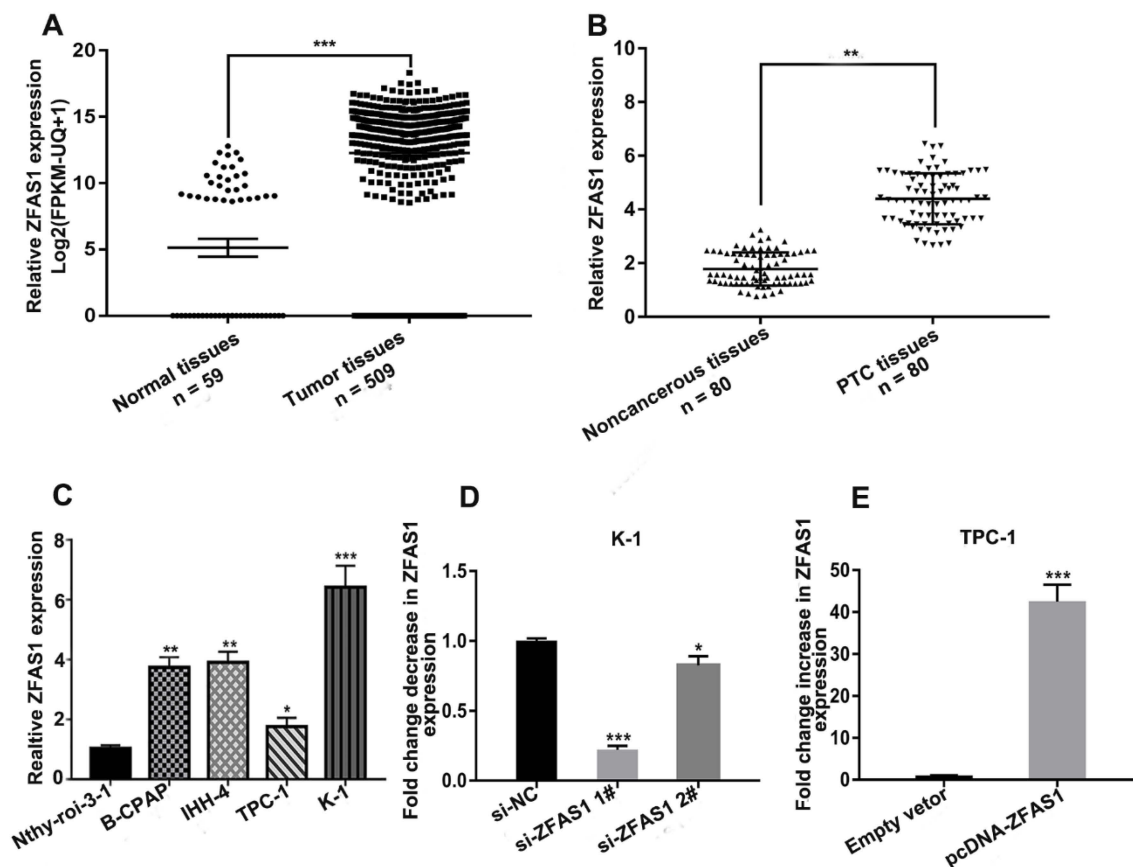 A
Relative ZFAS1 expression
Log2(FPKM-UQ+1)
20
15
10
5
0
***
Normal tissues
n = 59
Tumor tissues
n = 509
B
Relative ZFAS1 expression
10
8
6
4
2
0
**
Noncancerous tissues
n = 80
PTC tissues
n = 80
C
Realtive ZFAS1 expression
8
6
4
2
0
**
**
*
***
Nthy-roi-3-1
B-CPAP
IHH-4
TPC-1
K-1
D
K-1
Fold change decrease in ZFAS1
expression
1.5
1.0
0.5
0.0
***
*
si-NC
si-ZFAS1 1#
si-ZFAS1 2#
E
TPC-1
Fold change increase in ZFAS1
expression
50
40
30
20
10
0
***
Empty vetor
pcDNA-ZFAS1